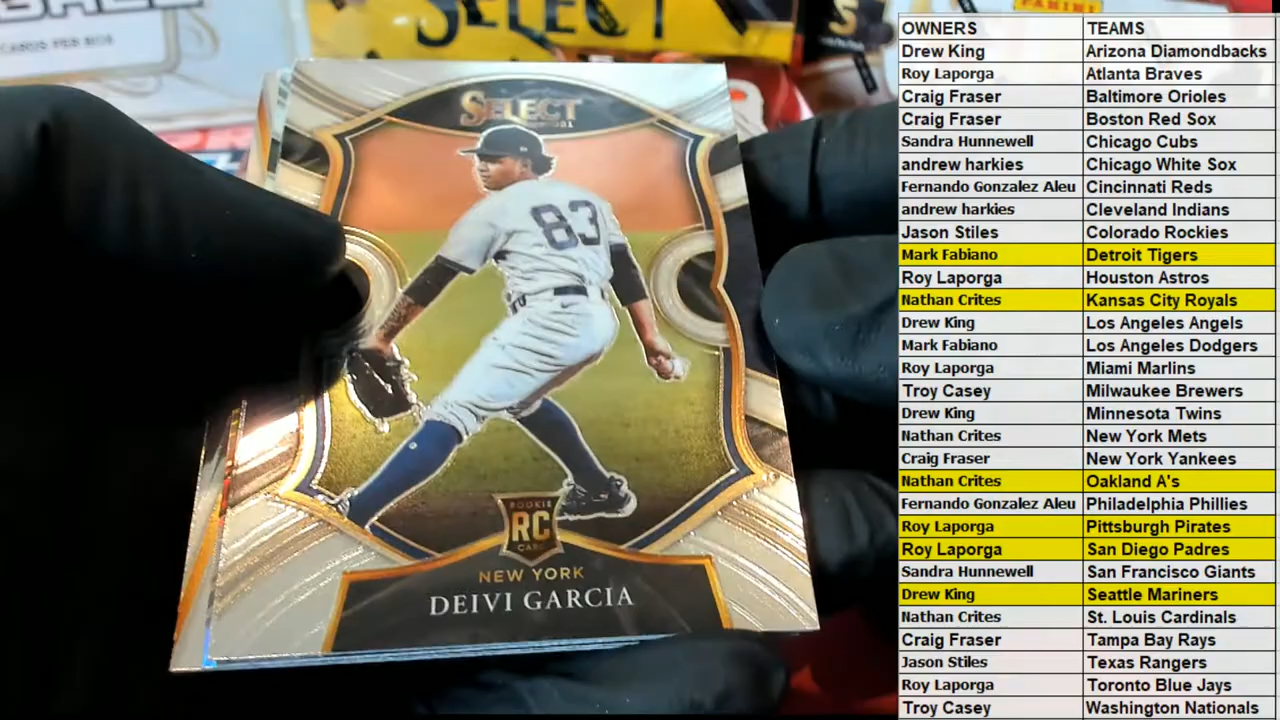 SELECT
CARDS PER BOX
PANINI
S
SELECT
83
ROOKIE
RC
CARD
NEW YORK
DEIVI GARCIA
OWNERS TEAMS
Drew King Arizona Diamondbacks
Roy Laporga Atlanta Braves
Craig Fraser Baltimore Orioles
Craig Fraser Boston Red Sox
Sandra Hunnewell Chicago Cubs
andrew harkies Chicago White Sox
Fernando Gonzalez Aleu Cincinnati Reds
andrew harkies Cleveland Indians
Jason Stiles Colorado Rockies
Mark Fabiano Detroit Tigers
Roy Laporga Houston Astros
Nathan Crites Kansas City Royals
Drew King Los Angeles Angels
Mark Fabiano Los Angeles Dodgers
Roy Laporga Miami Marlins
Troy Casey Milwaukee Brewers
Drew King Minnesota Twins
Nathan Crites New York Mets
Craig Fraser New York Yankees
Nathan Crites Oakland A's
Fernando Gonzalez Aleu Philadelphia Phillies
Roy Laporga Pittsburgh Pirates
Roy Laporga San Diego Padres
Sandra Hunnewell San Francisco Giants
Drew King Seattle Mariners
Nathan Crites St. Louis Cardinals
Craig Fraser Tampa Bay Rays
Jason Stiles Texas Rangers
Roy Laporga Toronto Blue Jays
Troy Casey Washington Nationals